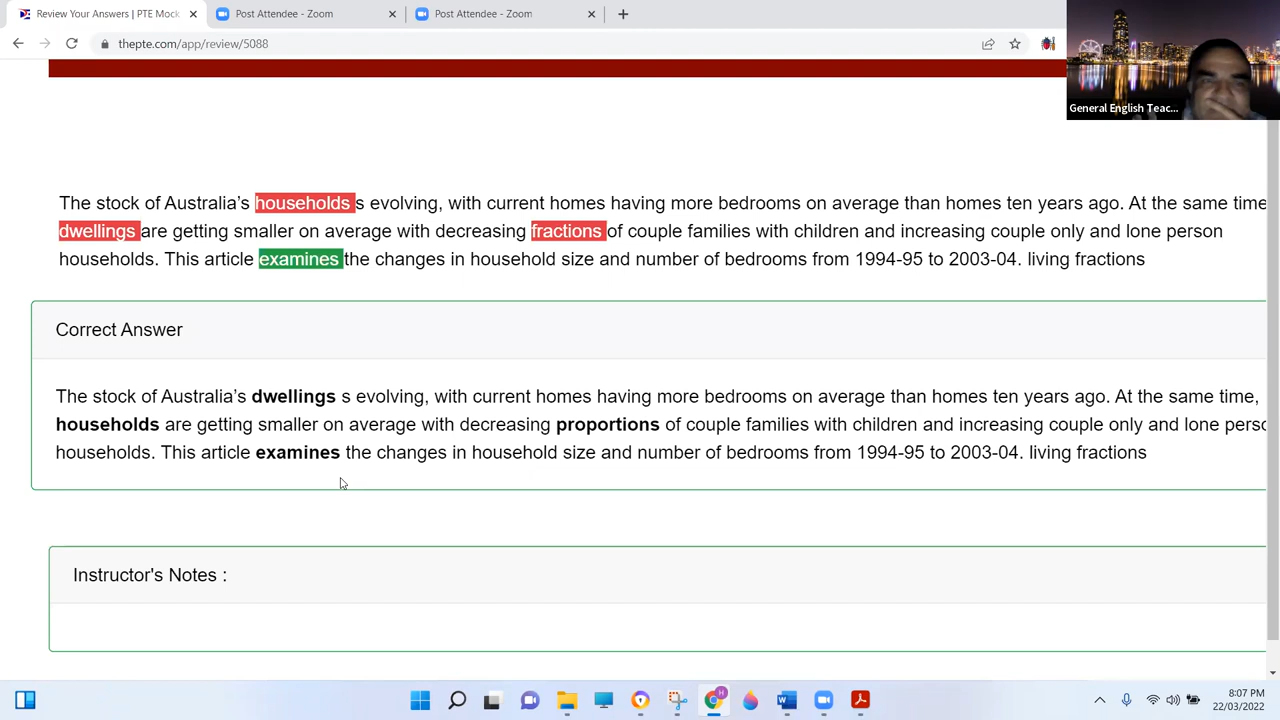 Review Your Answers | PTE Mock
Post Attendee - Zoom
Post Attendee - Zoom
thepte.com/app/review/5088
General English Teac...
The stock of Australia's households s evolving, with current homes having more bedrooms on average than homes ten years ago. At the same time
dwellings are getting smaller on average with decreasing fractions of couple families with children and increasing couple only and lone person
households. This article examines the changes in household size and number of bedrooms from 1994-95 to 2003-04. living fractions
Correct Answer
The stock of Australia's dwellings s evolving, with current homes having more bedrooms on average than homes ten years ago. At the same time,
households are getting smaller on average with decreasing proportions of couple families with children and increasing couple only and lone perso
households. This article examines the changes in household size and number of bedrooms from 1994-95 to 2003-04. living fractions
Instructor's Notes :
8:07 PM
22/03/2022